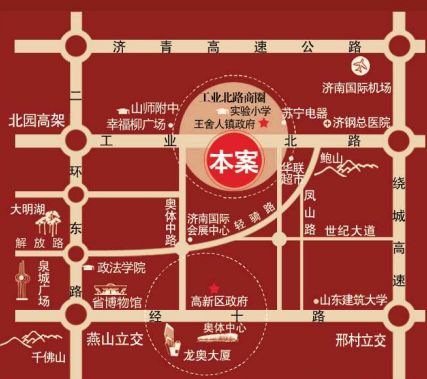 济青高速公路
济南国际机场
工业北路商圈
实验小学
王舍人镇政府
苏宁电器
济钢总医院
山师附中
幸福柳广场
北园高架
二环东路
工业北路
本案
华联
超市
鲍山
大明湖
解放路
奥体中路
济南国际
会展中心
轻骑路
凤山路
世纪大道
绕城高速
泉城广场
政法学院
省博物馆
高新区政府
山东建筑大学
经十路
燕山立交
奥体中心
邢村立交
千佛山
龙奥大厦